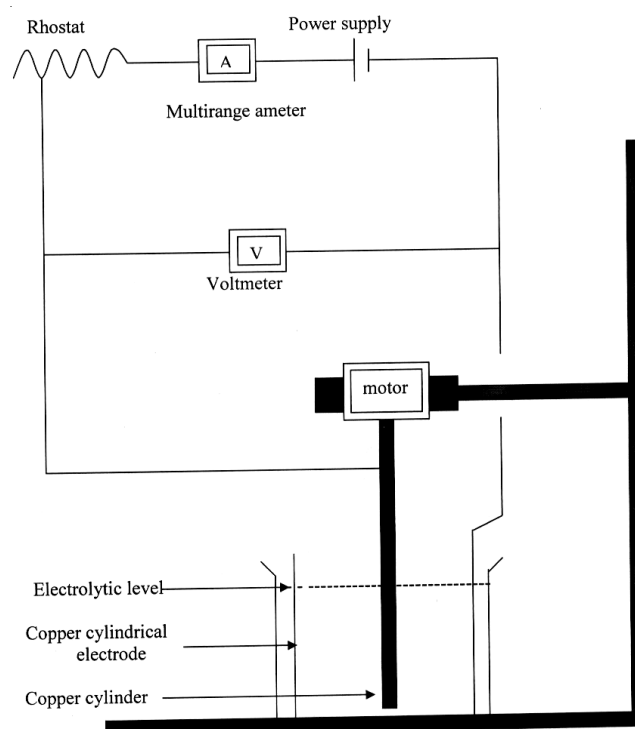 Rhostat
Power supply
A
Multirange ameter
V
Voltmeter
motor
Electrolytic level
Copper cylindrical
electrode
Copper cylinder